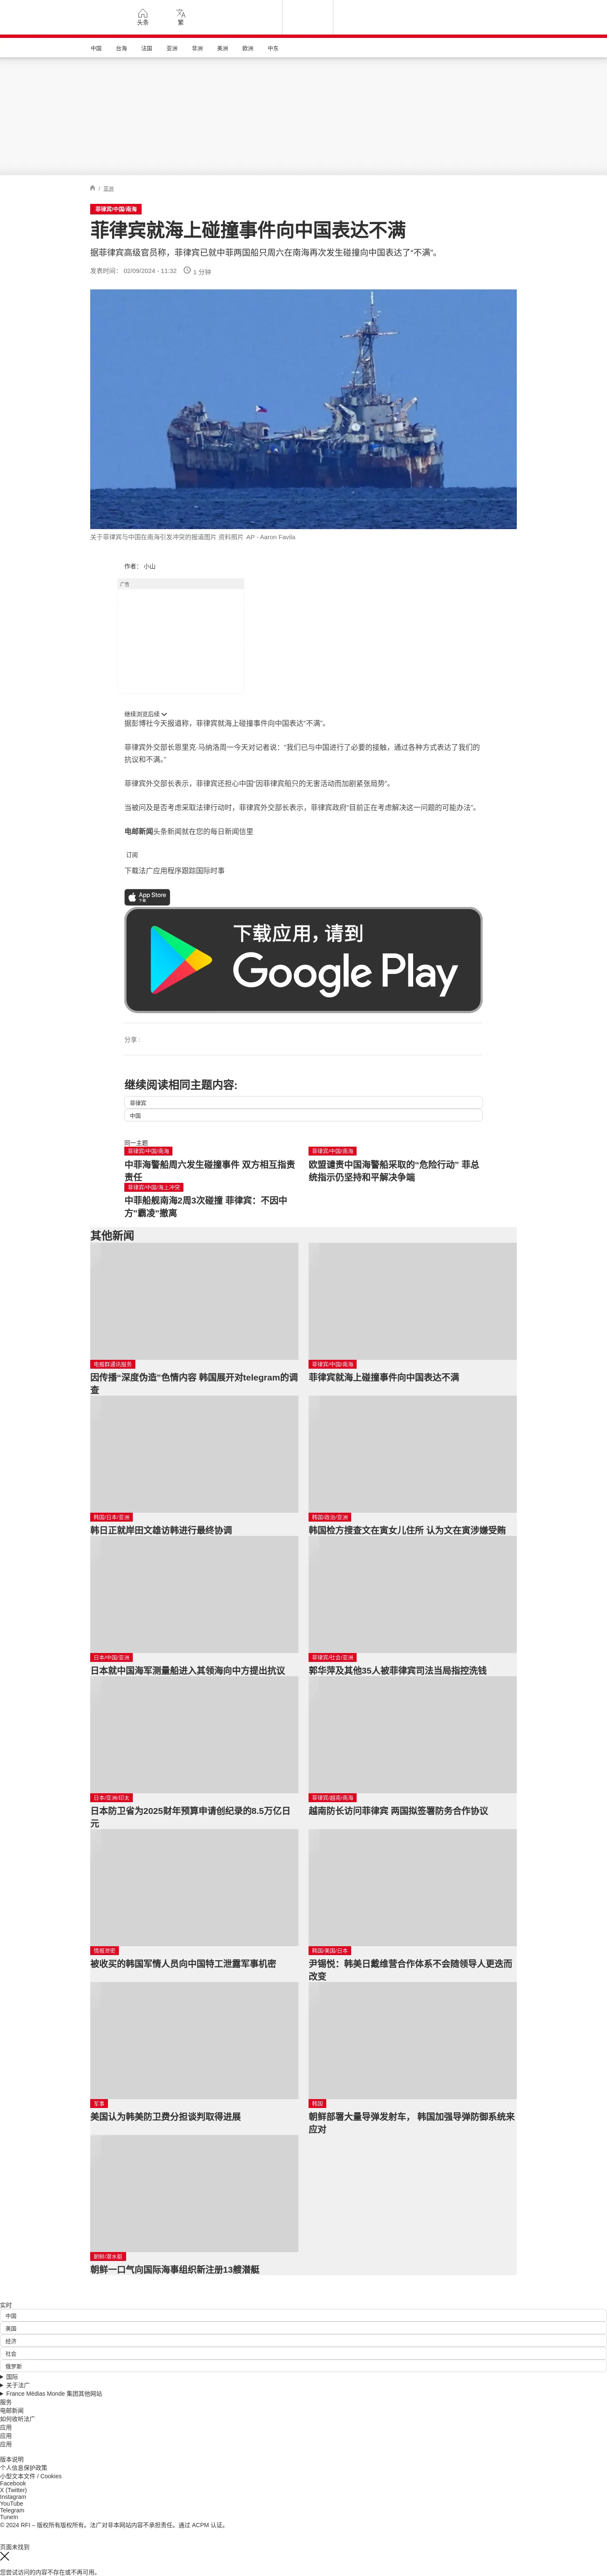 头条
繁
中国
台海
法国
亚洲
非洲
美洲
欧洲
中东
/ 亚洲
菲律宾/中国/南海
菲律宾就海上碰撞事件向中国表达不满
据菲律宾高级官员称，菲律宾已就中菲两国船只周六在南海再次发生碰撞向中国表达了“不满”。
发表时间： 02/09/2024 - 11:32
1 分钟
关于菲律宾与中国在南海引发冲突的报道图片 资料照片 AP - Aaron Favila
作者： 小山
广告
继续浏览后续
据彭博社今天报道称，菲律宾就海上碰撞事件向中国表达“不满”。
菲律宾外交部长恩里克·马纳洛周一今天对记者说：“我们已与中国进行了必要的接触，通过各种方式表达了我们的
抗议和不满。”
菲律宾外交部长表示，菲律宾还担心中国“因菲律宾船只的无害活动而加剧紧张局势”。
当被问及是否考虑采取法律行动时，菲律宾外交部长表示，菲律宾政府“目前正在考虑解决这一问题的可能办法”。
电邮新闻头条新闻就在您的每日新闻信里
订阅
下载法广应用程序跟踪国际时事
App Store
下载
下载应用，请到
Google Play
分享 :
继续阅读相同主题内容:
菲律宾
中国
同一主题
菲律宾/中国/南海
中菲海警船周六发生碰撞事件 双方相互指责
责任
菲律宾/中国/南海
欧盟谴责中国海警船采取的“危险行动” 菲总
统指示仍坚持和平解决争端
菲律宾/中国/海上冲突
中菲船舰南海2周3次碰撞 菲律宾：不因中
方"霸凌"撤离
其他新闻
电报群通讯服务
因传播“深度伪造”色情内容 韩国展开对telegram的调
查
菲律宾/中国/南海
菲律宾就海上碰撞事件向中国表达不满
韩国/日本/亚洲
韩日正就岸田文雄访韩进行最终协调
韩国/政治/亚洲
韩国检方搜查文在寅女儿住所 认为文在寅涉嫌受贿
日本/中国/亚洲
日本就中国海军测量船进入其领海向中方提出抗议
菲律宾/社会/亚洲
郭华萍及其他35人被菲律宾司法当局指控洗钱
日本/亚洲/印太
日本防卫省为2025财年预算申请创纪录的8.5万亿日
元
菲律宾/越南/南海
越南防长访问菲律宾 两国拟签署防务合作协议
情报泄密
被收买的韩国军情人员向中国特工泄露军事机密
韩国/美国/日本
尹锡悦：韩美日戴维营合作体系不会随领导人更迭而
改变
军事
美国认为韩美防卫费分担谈判取得进展
韩国
朝鲜部署大量导弹发射车， 韩国加强导弹防御系统来
应对
朝鲜/潜水艇
朝鲜一口气向国际海事组织新注册13艘潜艇
实时
中国
美国
经济
社会
俄罗斯
国际
关于法广
France Médias Monde 集团其他网站
服务
电邮新闻
如何收听法广
应用
应用
应用
版本说明
个人信息保护政策
小型文本文件 / Cookies
Facebook
X (Twitter)
Instagram
YouTube
Telegram
TuneIn
© 2024 RFI – 版权所有版权所有。法广对非本网站内容不承担责任。通过 ACPM 认证。
页面未找到
您尝试访问的内容不存在或不再可用。